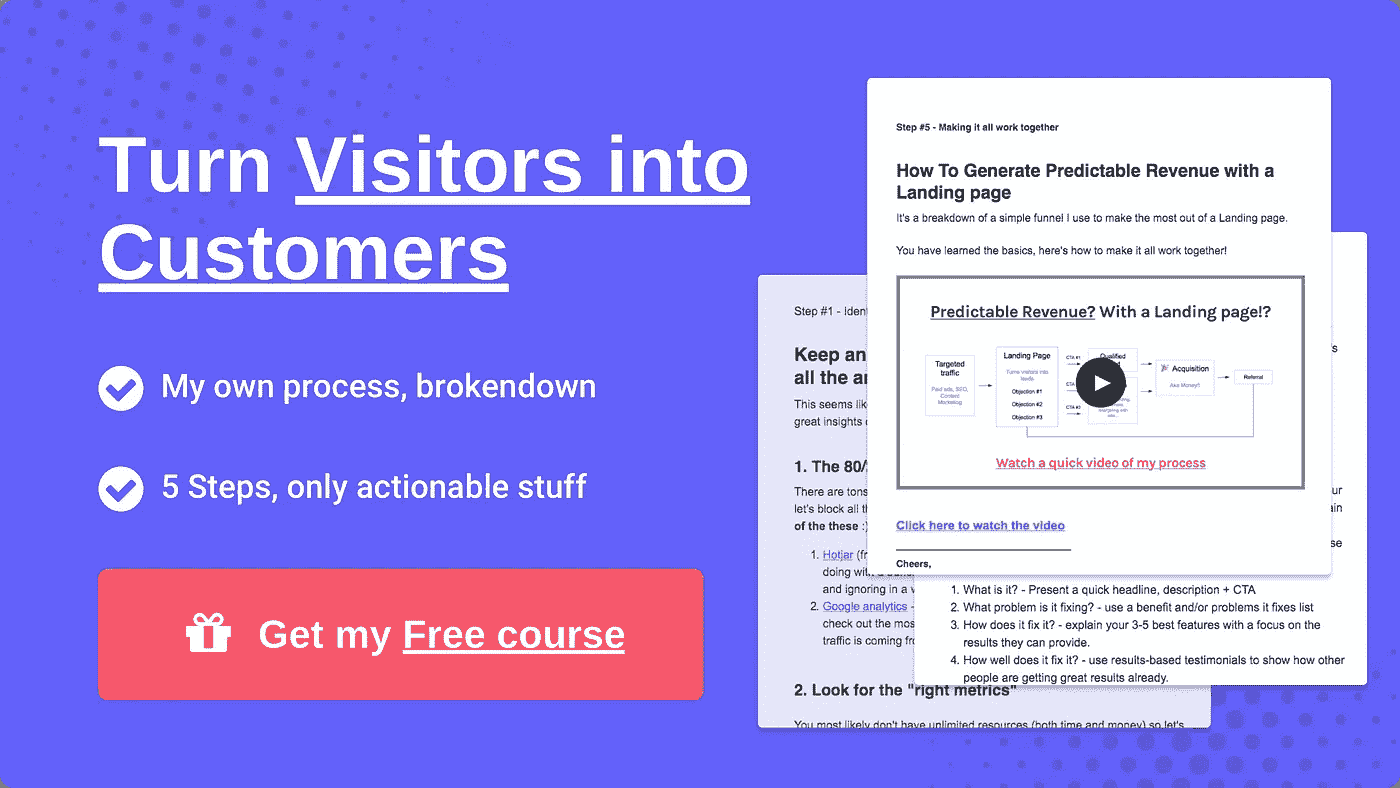 Turn Visitors into
Customers
My own process, brokendown
5 Steps, only actionable stuff
Get my Free course
Step #5 - Making it all work together
How To Generate Predictable Revenue with a
Landing page
It's a breakdown of a simple funnel I use to make the most out of a Landing page.
You have learned the basics, here's how to make it all work together!
Predictable Revenue? With a Landing page!?
Targeted
traffic
Paid ads, SEO,
Content
Marketing
Landing Page
Turns visitors into
leads
Objection #1
Objection #2
Objection #3
CTA #1
CTA
CTA #3
Qualified
Acquisition
Aka Money!!
Referral
Watch a quick video of my process
Click here to watch the video
Cheers,
Step #1 -
Keep an
all the
This seems
great insights
1. The 80/
There are tons
let's block all
of the these :)
1. Hotjar
doing
and ignoring in a
2. Google analytics -
check out the
traffic is coming
2. Look for the "right metrics"
You most likely don't have unlimited resources (both time and money) so let's
1. What is it? - Present a quick headline, description + CTA
2. What problem is it fixing? - use a benefit and/or problems it fixes list
3. How does it fix it? - explain your 3-5 best features with a focus on the
results they can provide.
4. How well does it fix it? - use results-based testimonials to show how other
people are getting great results already.